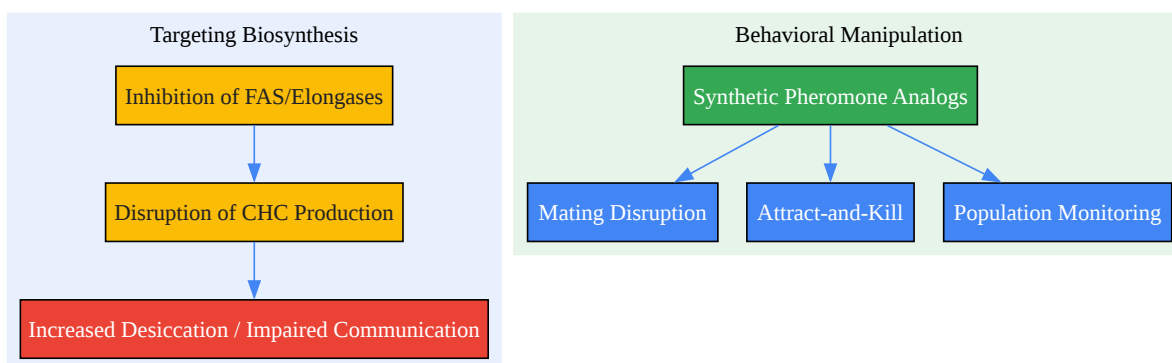 Targeting Biosynthesis
Inhibition of FAS/Elongases
Disruption of CHC Production
Increased Desiccation / Impaired Communication
Behavioral Manipulation
Synthetic Pheromone Analogs
Mating Disruption
Attract-and-Kill
Population Monitoring